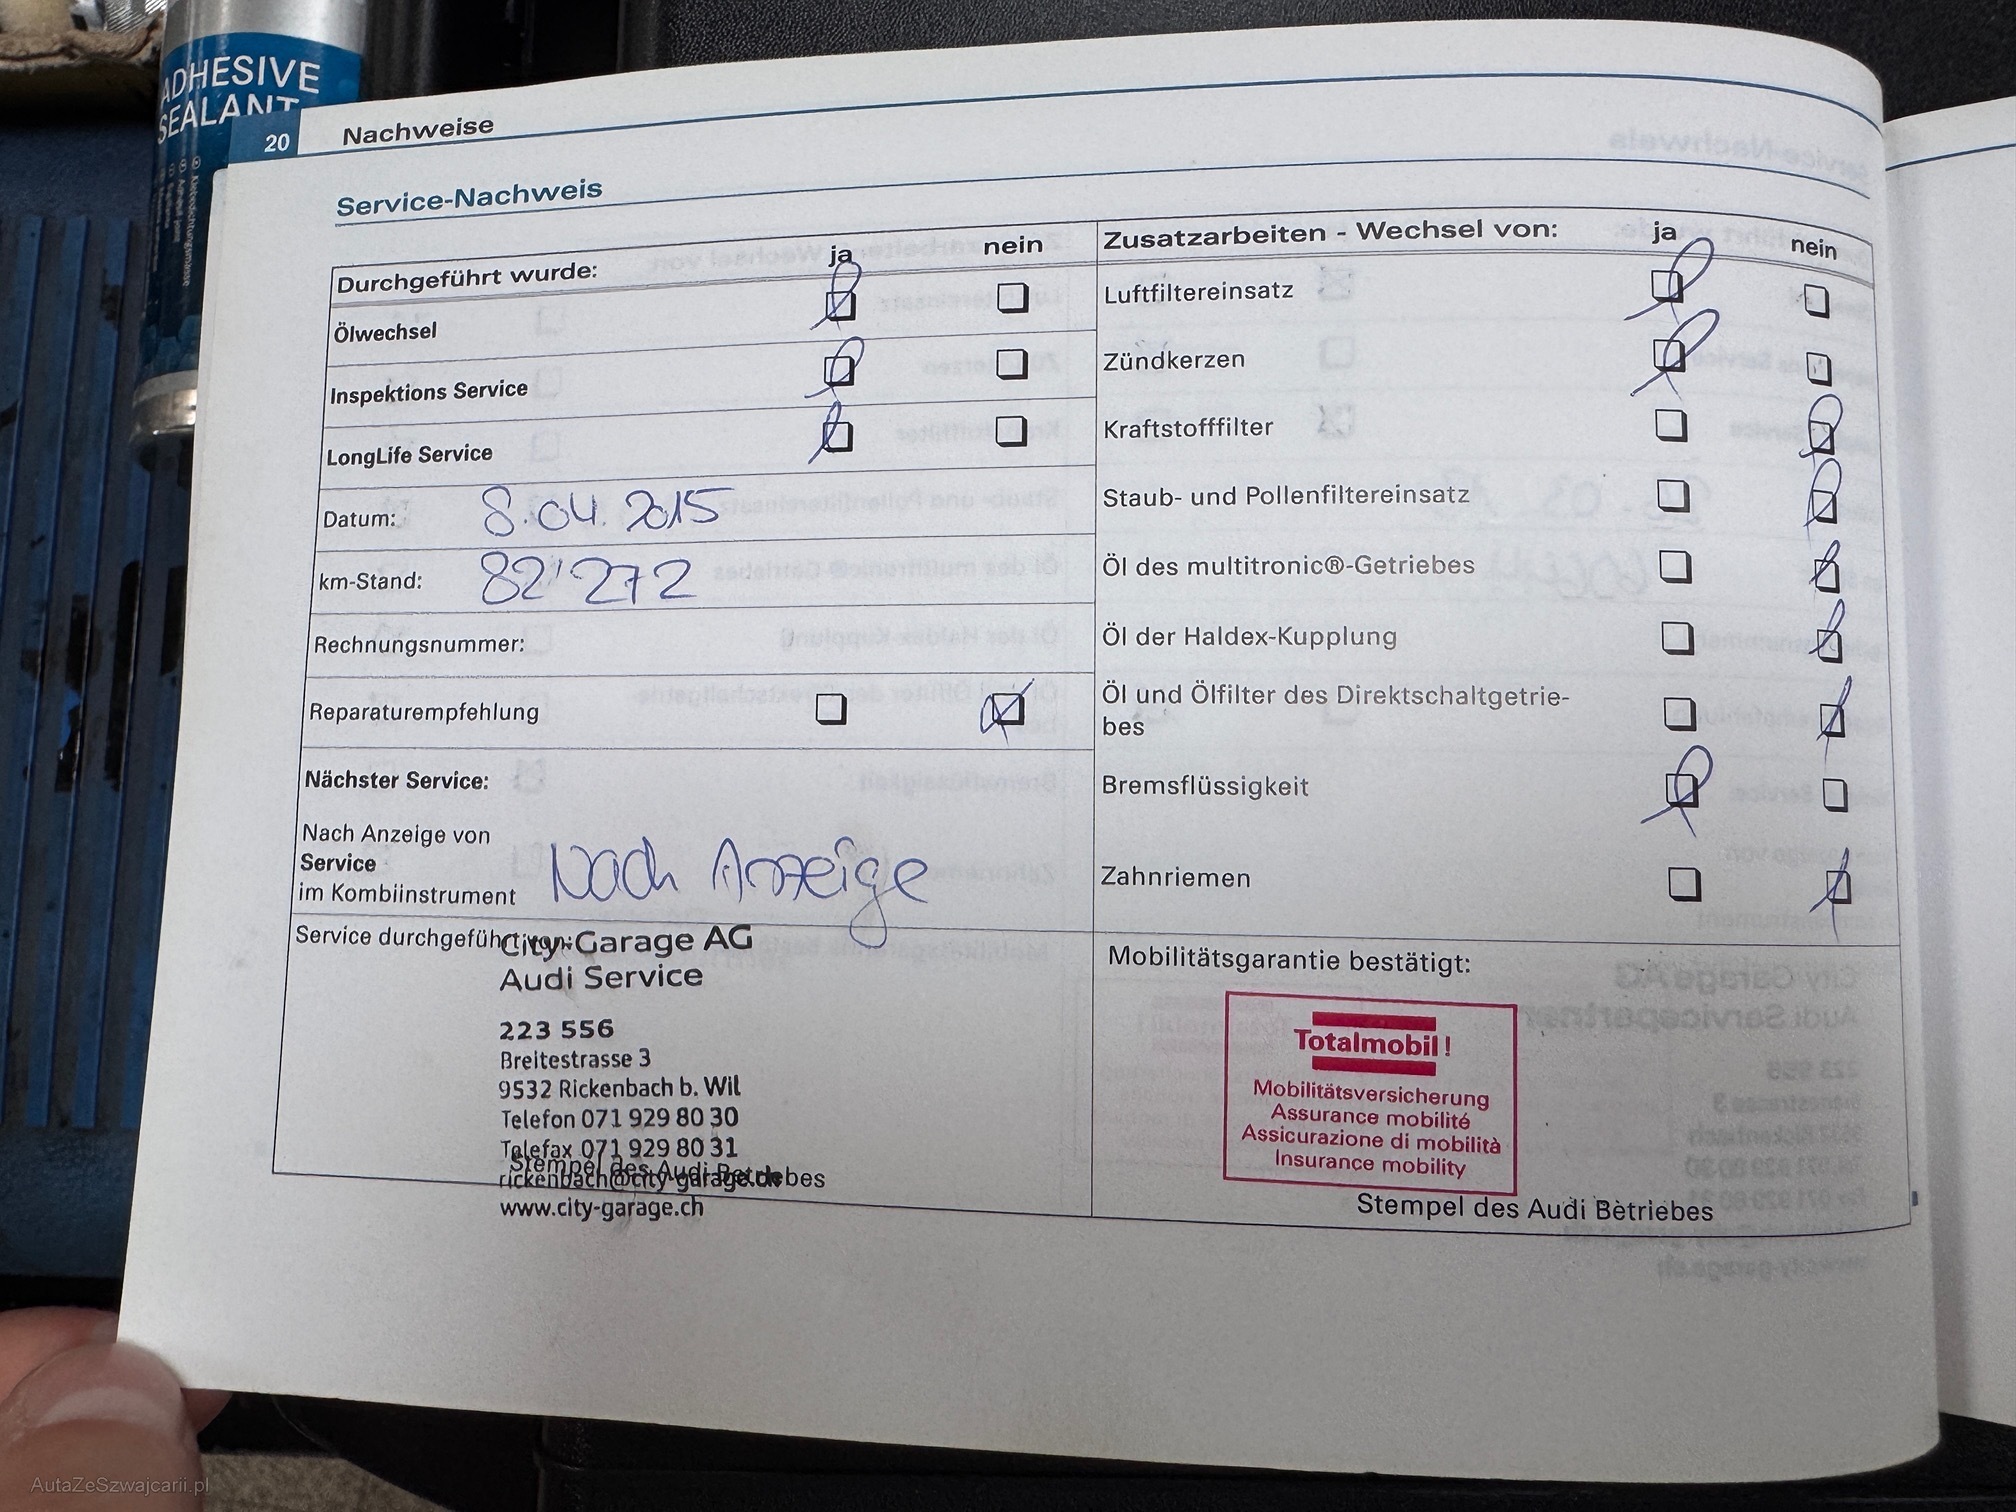 ADHESIVE
SEALANT
20 Nachweise
Service-Nachweis
Durchgeführt wurde: ja nein
Ölwechsel
Inspektions Service
LongLife Service
Datum: 8.04.2015
km-Stand: 82'272
Rechnungsnummer:
Reparaturempfehlung
Nächster Service:
Nach Anzeige von
Service
im Kombiinstrument Nach Anzeige
Service durchgeführt von:
City-Garage AG
Audi Service
223 556
Breitestrasse 3
9532 Rickenbach b. Wil
Telefon 071 929 80 30
Telefax 071 929 80 31
Stempel des Audi Betriebes
rickenbach@city-garage.ch
www.city-garage.ch
Zusatzarbeiten - Wechsel von: ja nein
Luftfiltereinsatz
Zündkerzen
Kraftstofffilter
Staub- und Pollenfiltereinsatz
Öl des multitronic®-Getriebes
Öl der Haldex-Kupplung
Öl und Ölfilter des Direktschaltgetrie-
bes
Bremsflüssigkeit
Zahnriemen
Mobilitätsgarantie bestätigt:
Totalmobil!
Mobilitätsversicherung
Assurance mobilité
Assicurazione di mobilità
Insurance mobility
Stempel des Audi Betriebes
AutaZeSzwajcarii.pl